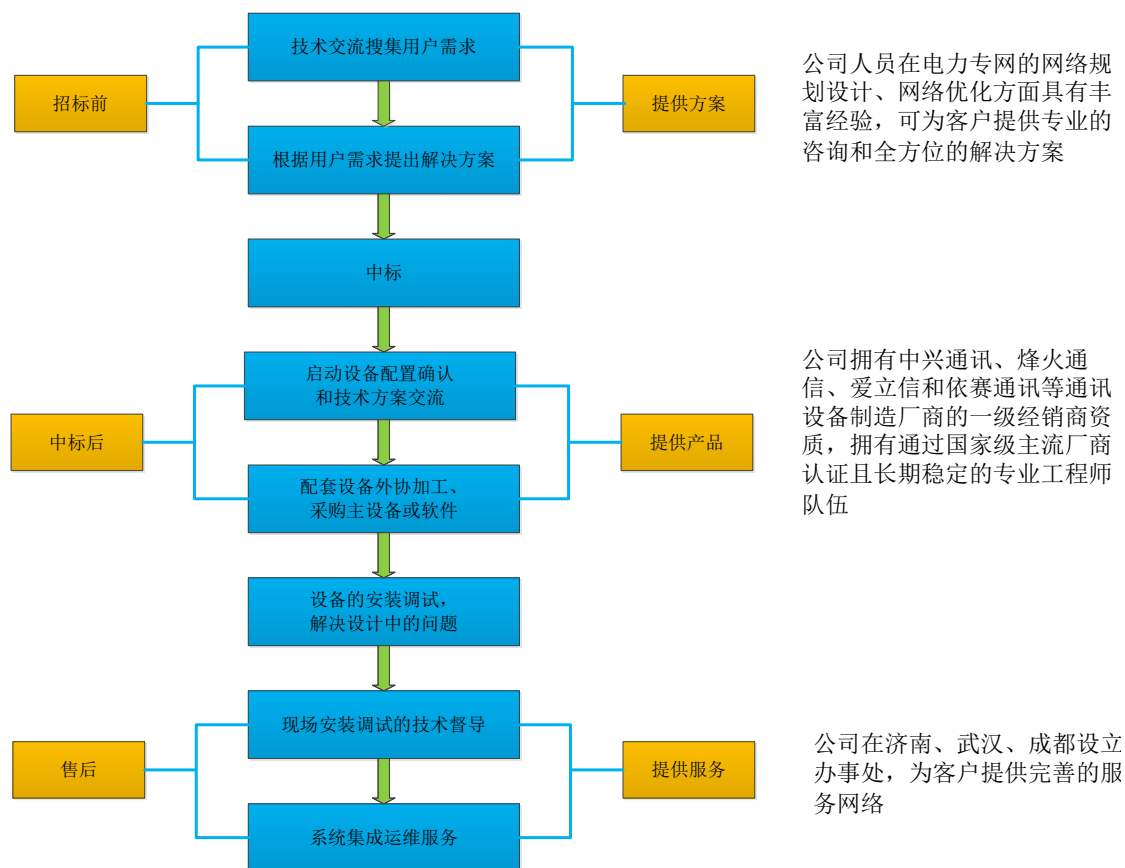 技术交流搜集用户需求
招标前
提供方案
公司人员在电力专网的网络规
划设计、网络优化方面具有丰
富经验，可为客户提供专业的
咨询和全方位的解决方案
根据用户需求提出解决方案
中标
启动设备配置确认
和技术方案交流
中标后
提供产品
公司拥有中兴通讯、烽火通
信、爱立信和依赛通讯等通讯
设备制造厂商的一级经销商资
质，拥有通过国家级主流厂商
认证且长期稳定的专业工程师
队伍
配套设备外协加工、
采购主设备或软件
设备的安装调试，
解决设计中的问题
现场安装调试的技术督导
售后
提供服务
公司在济南、武汉、成都设立
办事处，为客户提供完善的服
务网络
系统集成运维服务